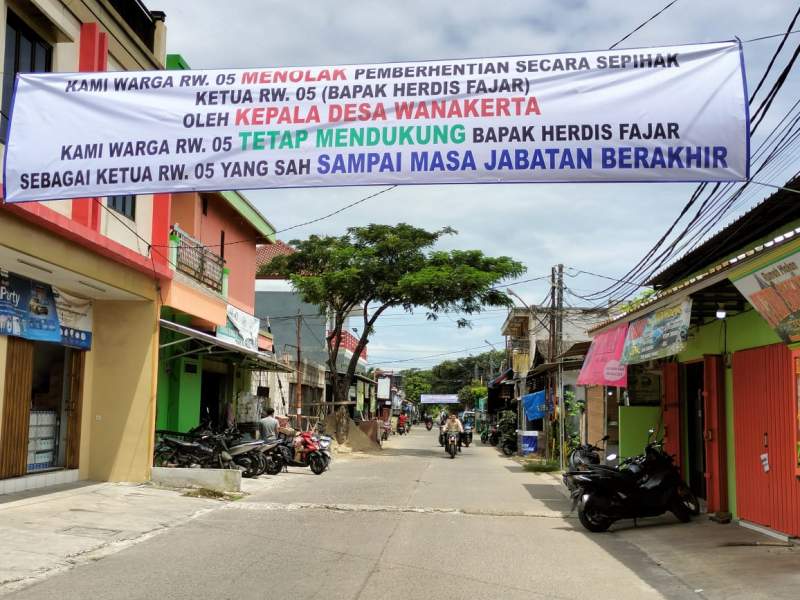 KAMI WARGA RW. 05 MENOLAK PEMBERHENTIAN SECARA SEPIHAK
KETUA RW. 05 (BAPAK HERDIS FAJAR)
OLEH KEPALA DESA WANAKERTA
KAMI WARGA RW. 05 TETAP MENDUKUNG BAPAK HERDIS FAJAR
SEBAGAI KETUA RW. 05 YANG SAH SAMPAI MASA JABATAN BERAKHIR
Party